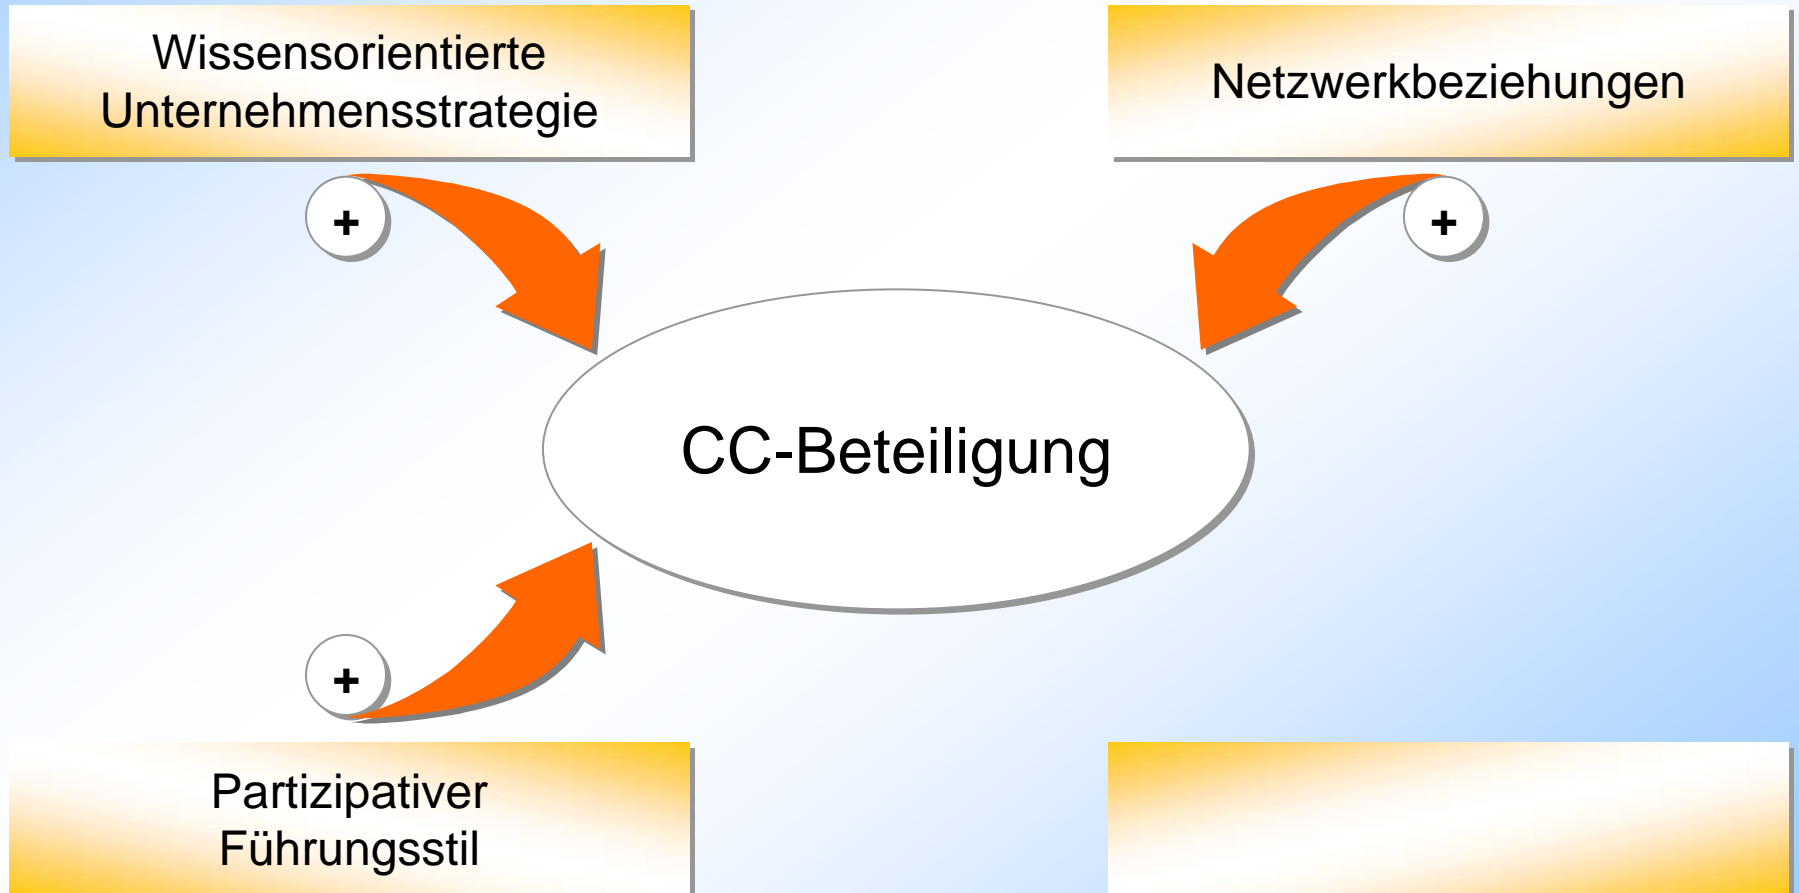 Wissensorientierte
Unternehmensstrategie
Netzwerkbeziehungen
+
+
CC-Beteiligung
+
Partizipativer
Führungsstil